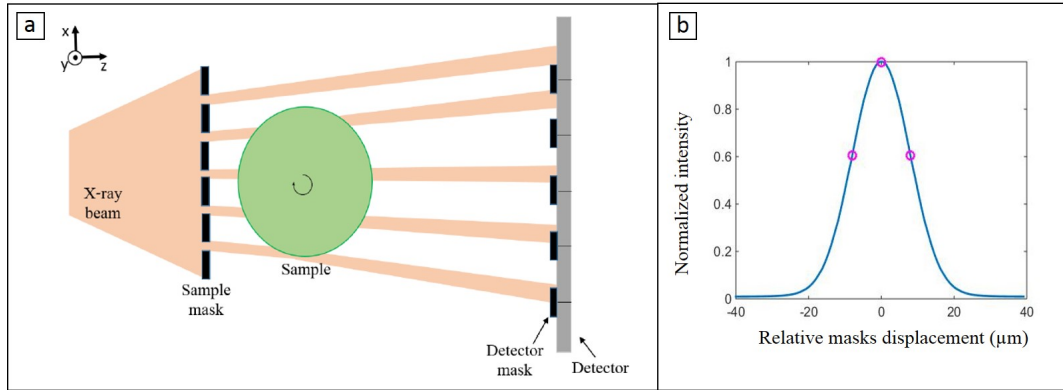 a
x
y
z
X-ray
beam
Sample
mask
Sample
Detector
mask
Detector
b
Normalized intensity
1
0.8
0.6
0.4
0.2
0
-40
-20
0
20
40
Relative masks displacement (µm)